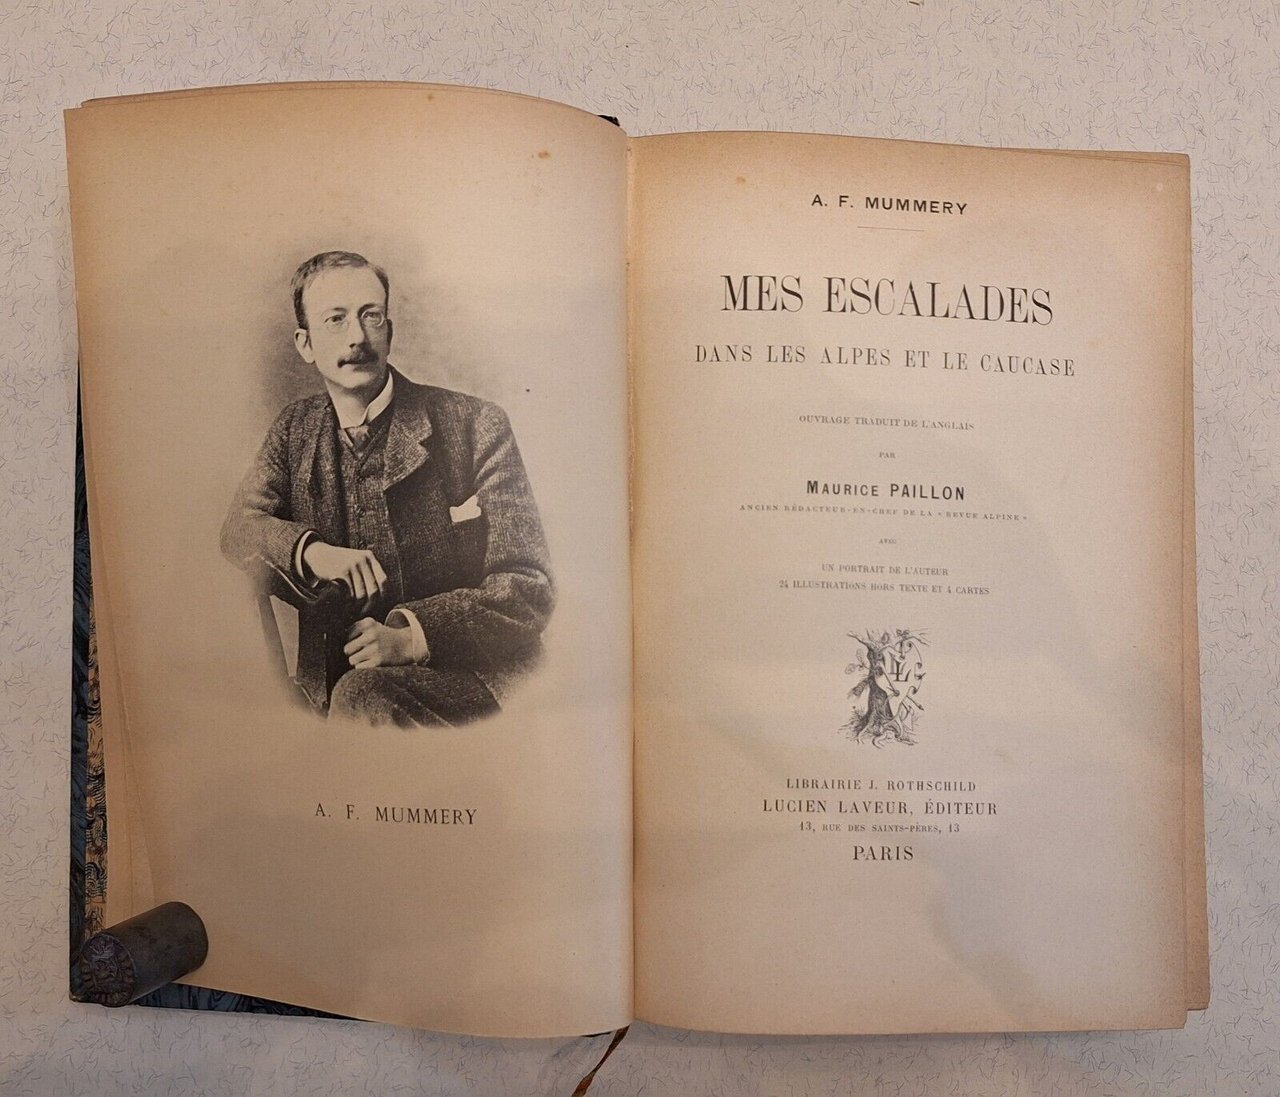 A. F. MUMMERY
A. F. MUMMERY
MES ESCALADES
DANS LES ALPES ET LE CAUCASE
OUVRAGE TRADUIT DE L'ANGLAIS
PAR
MAURICE PAILLON
ANCIEN RÉDACTEUR-EN-CHEF DE LA « REVUE ALPINE »
AVEC
UN PORTRAIT DE L'AUTEUR
24 ILLUSTRATIONS HORS TEXTE ET 4 CARTES
LIBRAIRIE J. ROTHSCHILD
LUCIEN LAVEUR, ÉDITEUR
13, RUE DES SAINTS-PÈRES, 13
PARIS